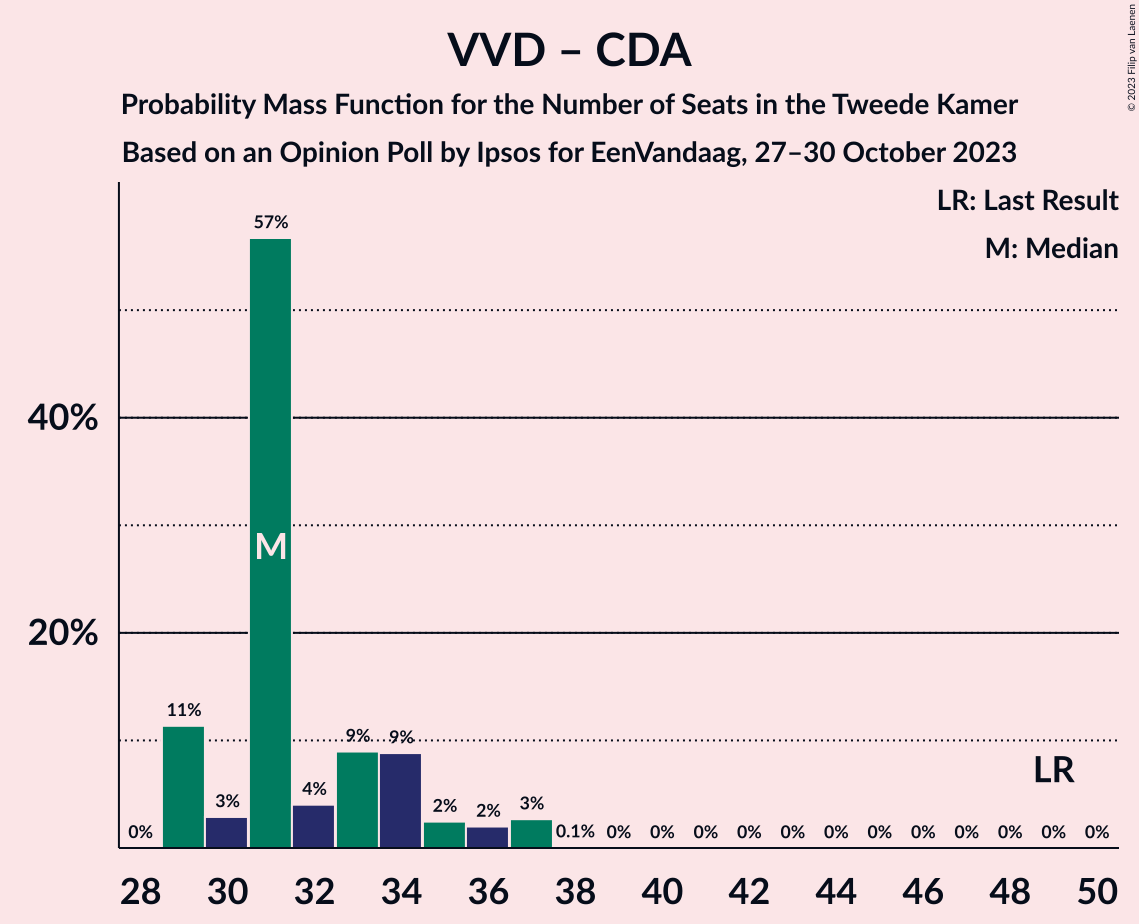 VVD – CDA
Probability Mass Function for the Number of Seats in the Tweede Kamer
Based on an Opinion Poll by Ipsos for EenVandaag, 27–30 October 2023
© 2023 Filip van Laenen
LR: Last Result
M: Median
57%
40%
M
20%
11%
9% 9%
LR
3% 4% 2% 2% 3%
0% 0.1% 0% 0% 0% 0% 0% 0% 0% 0% 0% 0% 0% 0%
28 30 32 34 36 38 40 42 44 46 48 50